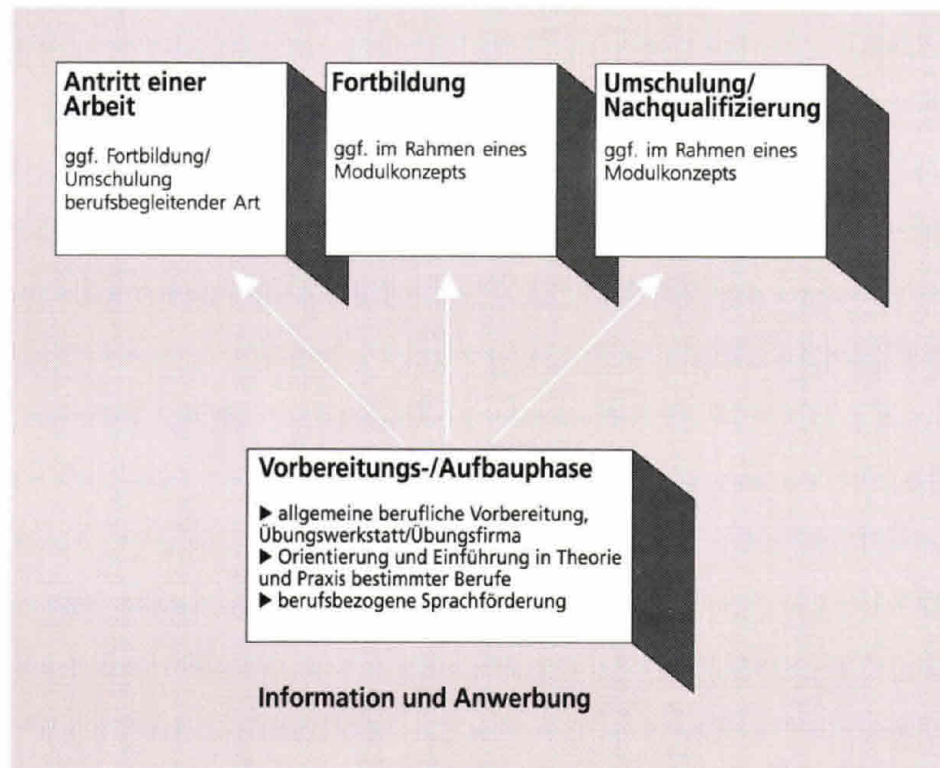 Antritt einer
Arbeit
ggf. Fortbildung/
Umschulung
berufsbegleitender Art
Fortbildung
ggf. im Rahmen eines
Modulkonzepts
Umschulung/
Nachqualifizierung
ggf. im Rahmen eines
Modulkonzepts
Vorbereitungs-/Aufbauphase
▶ allgemeine berufliche Vorbereitung,
Übungswerkstatt/Übungsfirma
▶ Orientierung und Einführung in Theorie
und Praxis bestimmter Berufe
▶ berufsbezogene Sprachförderung
Information und Anwerbung